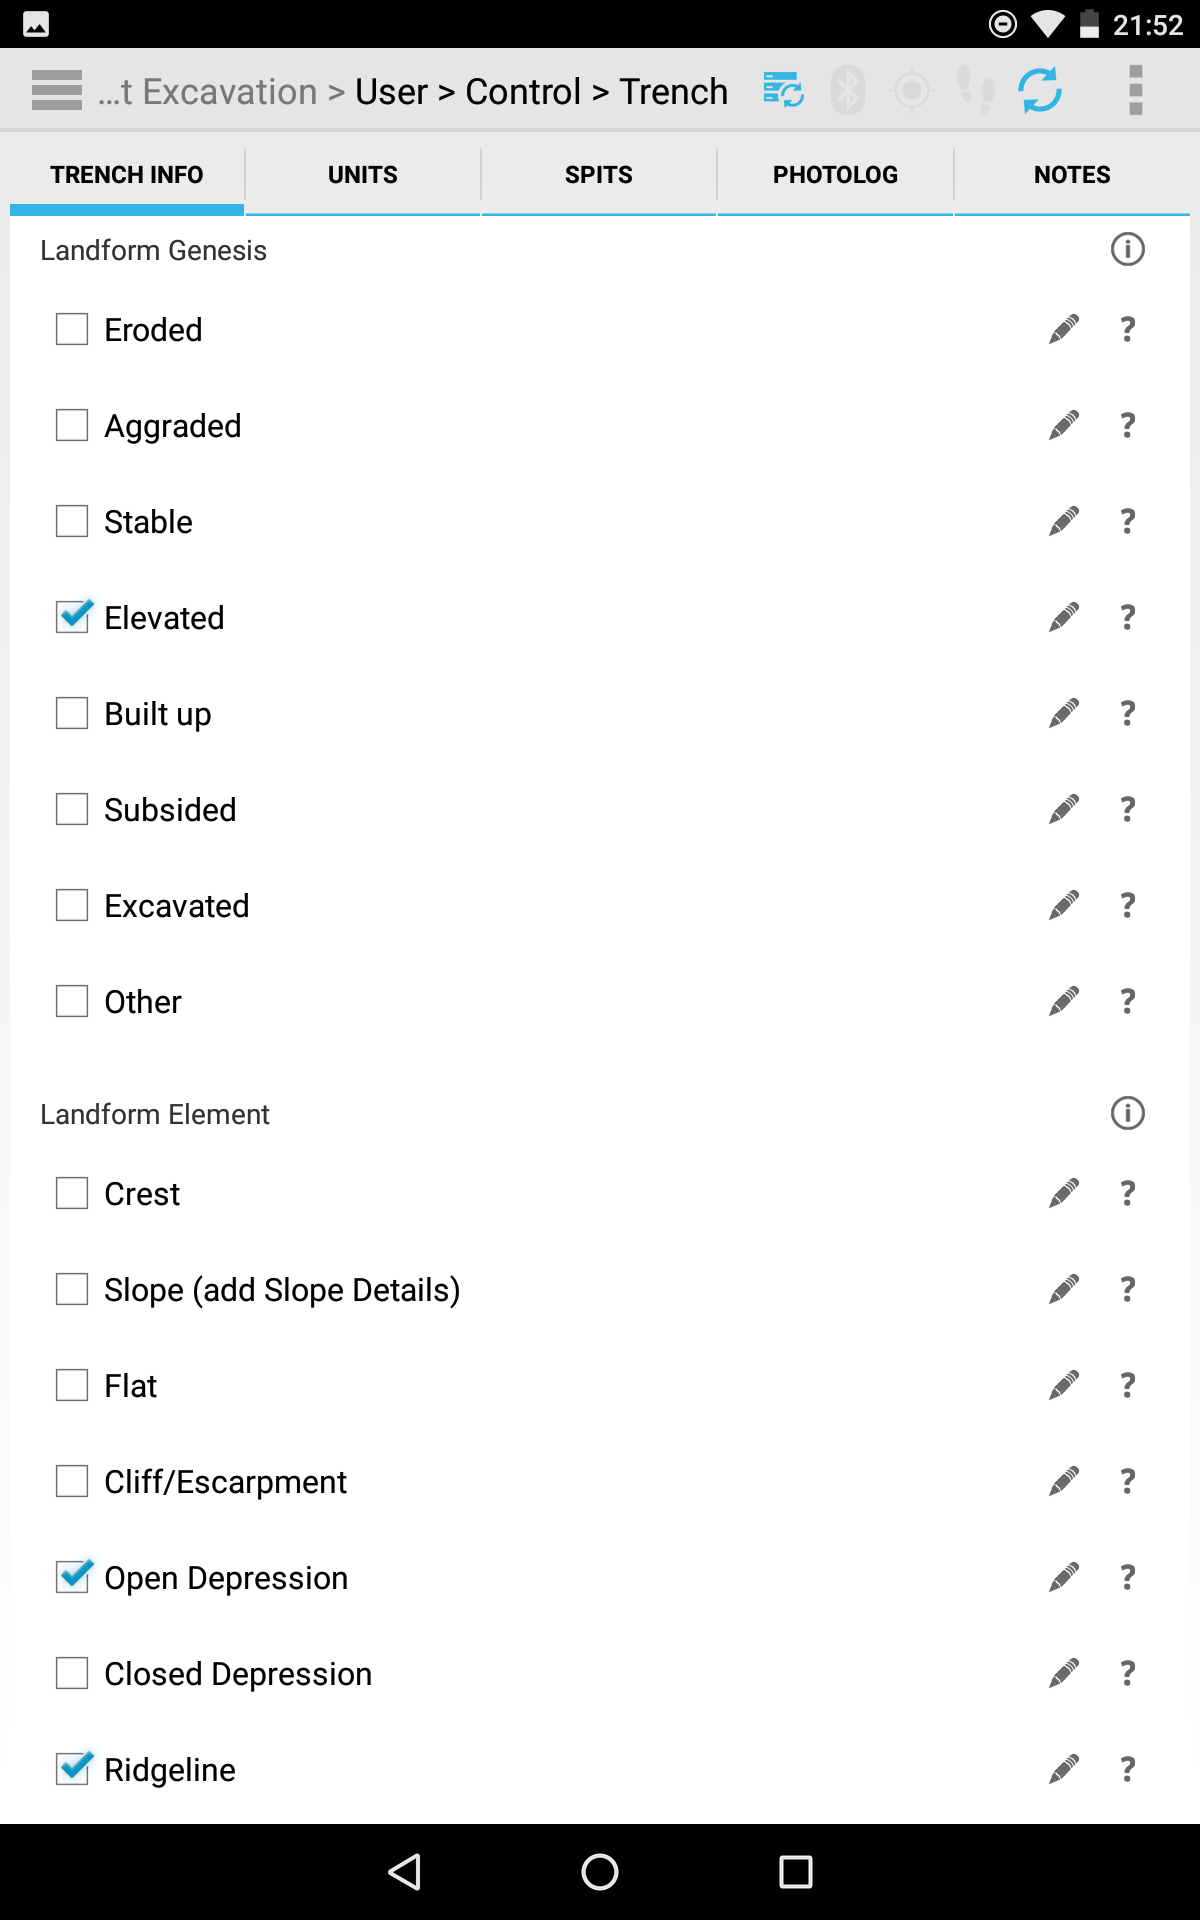 21:52
...t Excavation > User > Control > Trench
TRENCH INFO
UNITS
SPITS
PHOTOLOG
NOTES
Landform Genesis
Eroded ?
Aggraded ?
Stable ?
Elevated ?
Built up ?
Subsided ?
Excavated ?
Other ?
Landform Element
Crest ?
Slope (add Slope Details) ?
Flat ?
Cliff/Escarpment ?
Open Depression ?
Closed Depression ?
Ridgeline ?